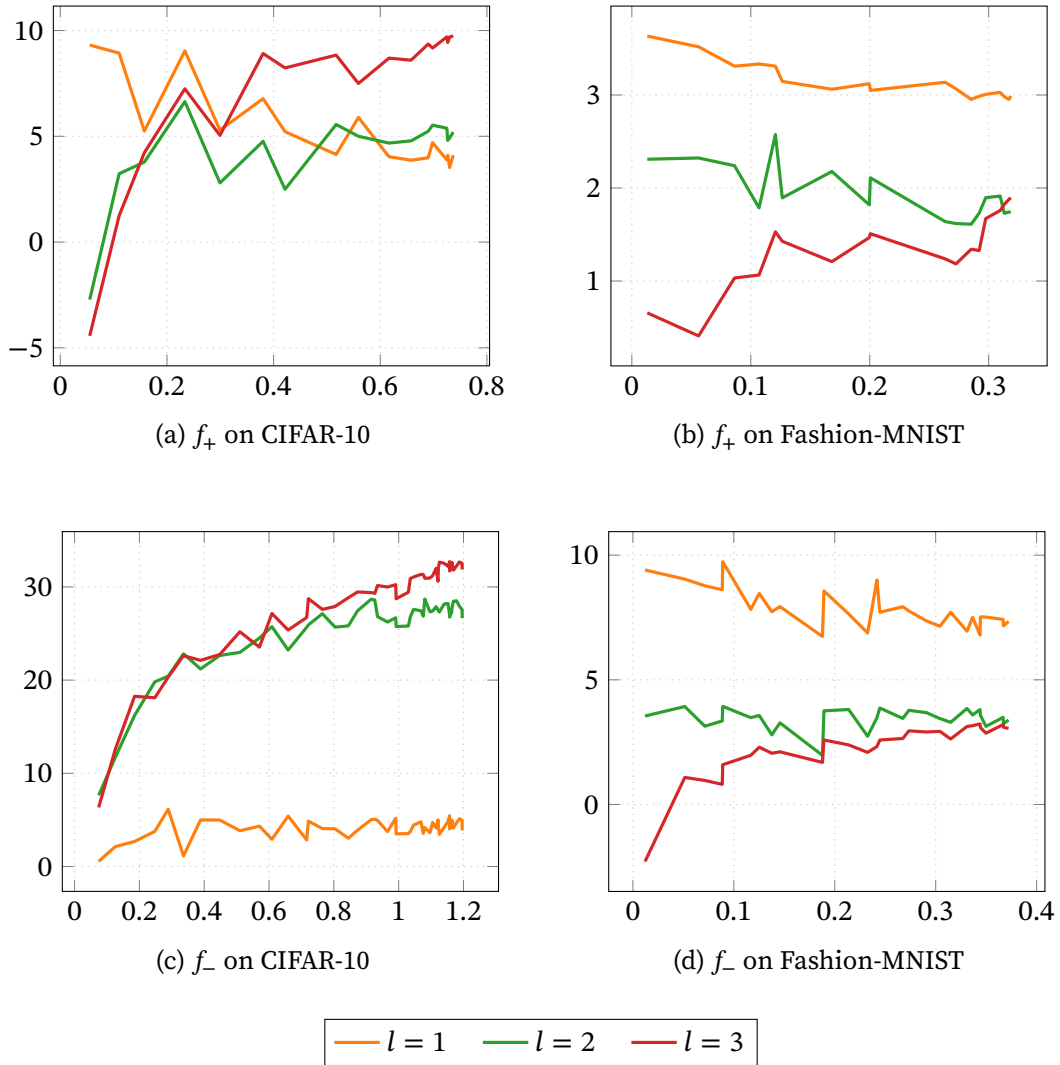 10
5
0
−5
0 0.2 0.4 0.6 0.8
(a) f₊ on CIFAR-10
3
2
1
0 0.1 0.2 0.3
(b) f₊ on Fashion-MNIST
30
20
10
0
0 0.2 0.4 0.6 0.8 1 1.2
(c) f₋ on CIFAR-10
10
5
0
0 0.1 0.2 0.3 0.4
(d) f₋ on Fashion-MNIST
l = 1 l = 2 l = 3